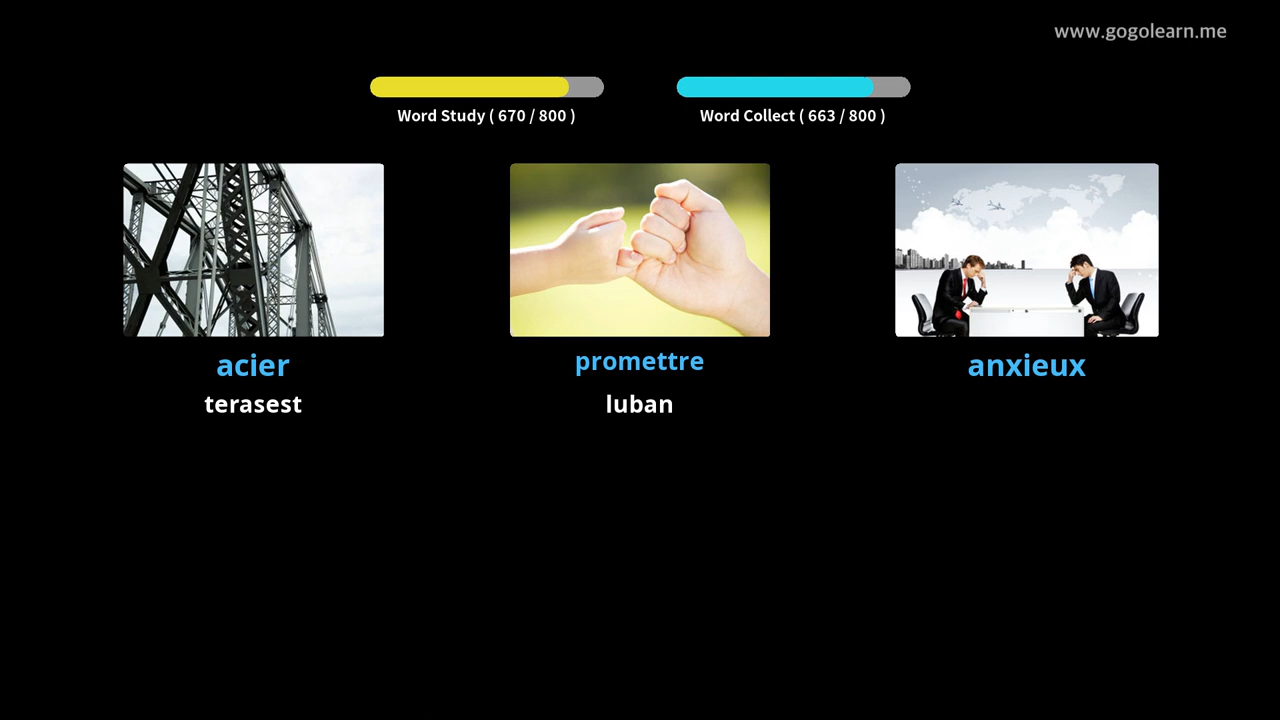 www.gogolearn.me
Word Study ( 670 / 800 )
Word Collect ( 663 / 800 )
acier
promettre
anxieux
terasest
luban